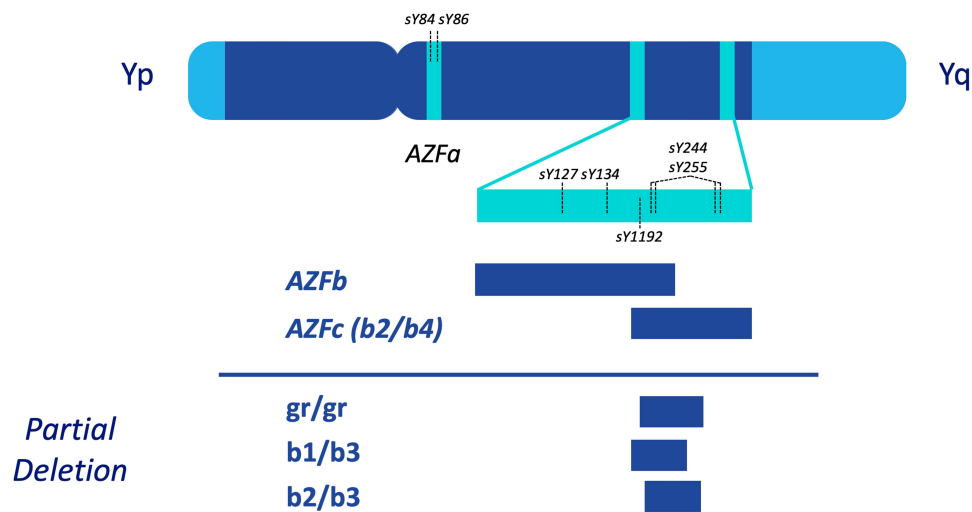 sY84 sY86
Yp
Yq
AZFa
sY244
sY255
sY127 sY134
sY1192
AZFb
AZFc (b2/b4)
gr/gr
Partial
Deletion
b1/b3
b2/b3